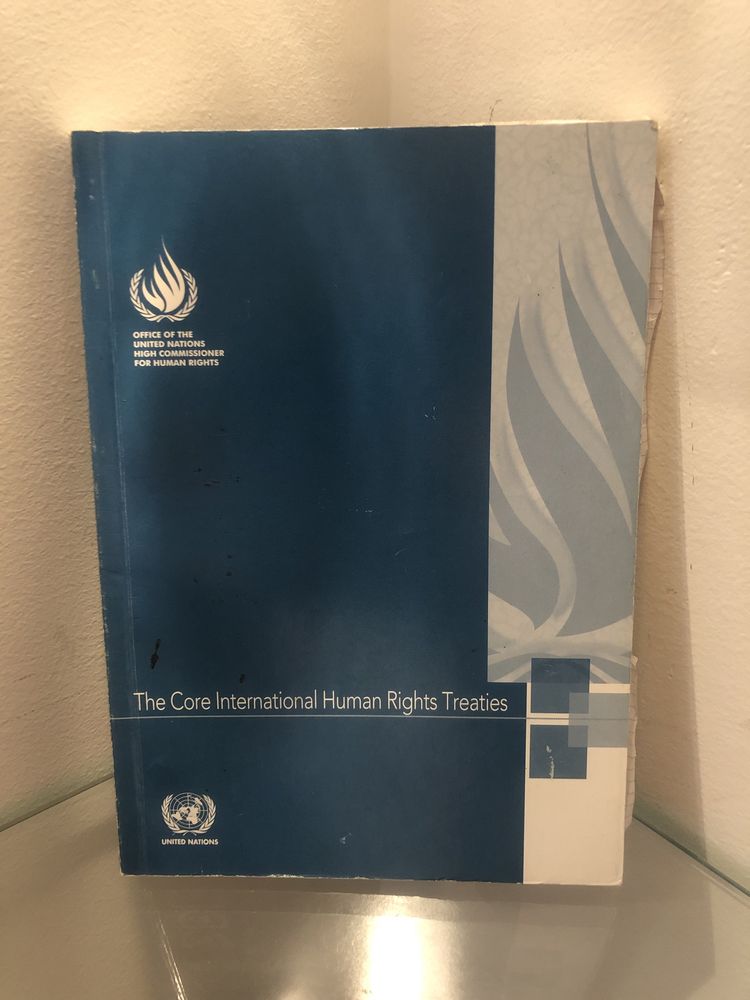 OFFICE OF THE
UNITED NATIONS
HIGH COMMISSIONER
FOR HUMAN RIGHTS
The Core International Human Rights Treaties
UNITED NATIONS